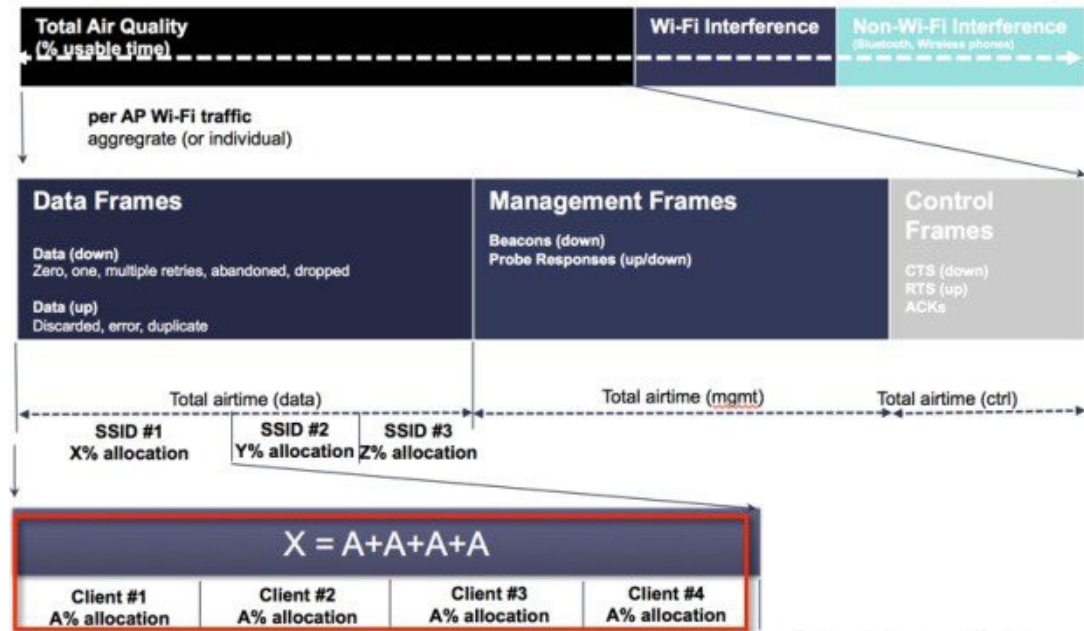 Total Air Quality
(% usable time)
Wi-Fi Interference
Non-Wi-Fi Interference
(Bluetooth, Wireless phones)
per AP Wi-Fi traffic
aggregrate (or individual)
Data Frames
Data (down)
Zero, one, multiple retries, abandoned, dropped
Data (up)
Discarded, error, duplicate
Management Frames
Beacons (down)
Probe Responses (up/down)
Control
Frames
CTS (down)
RTS (up)
ACKs
Total airtime (data)
Total airtime (mgmt)
Total airtime (ctrl)
SSID #1
X% allocation
SSID #2
Y% allocation
SSID #3
Z% allocation
X = A+A+A+A
Client #1
A% allocation
Client #2
A% allocation
Client #3
A% allocation
Client #4
A% allocation